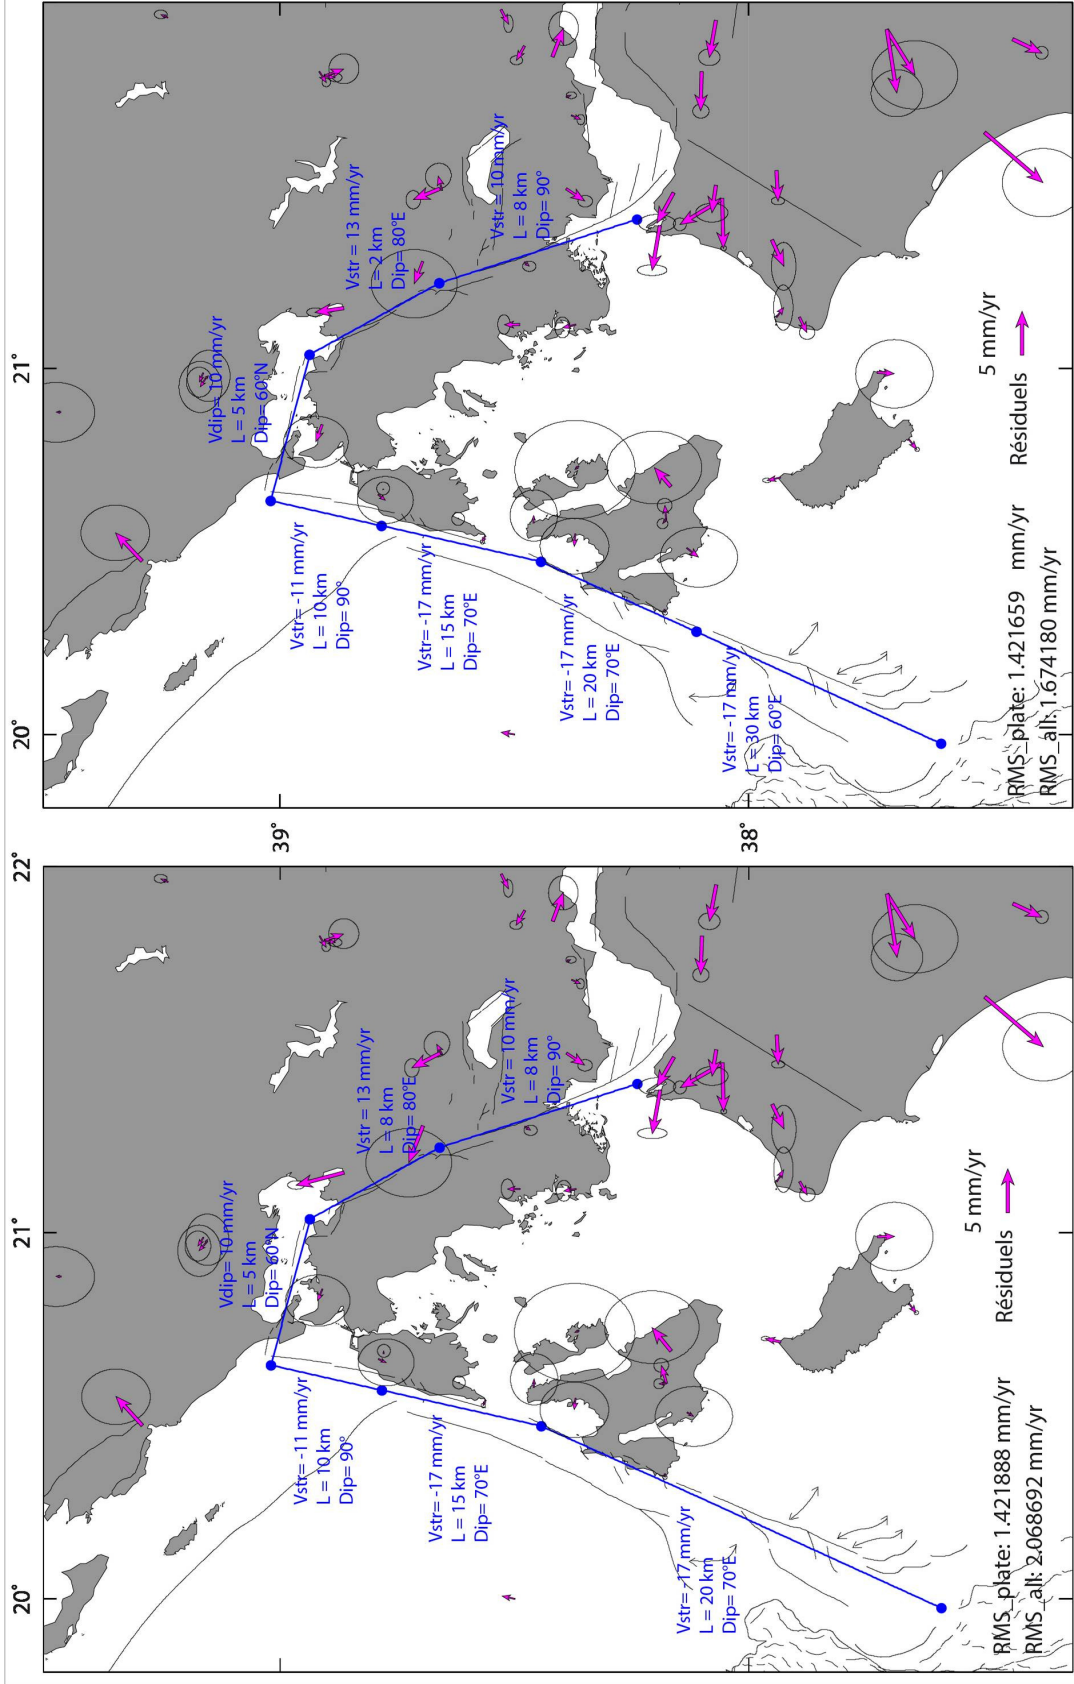 20°
21°
22°
39°
38°
Vstr= -11 mm/yr
L = 10 km
Dip= 90°
Vdip= 10 mm/yr
L = 5 km
Dip= 60°N
Vstr = 13 mm/yr
L = 8 km
Dip= 80°E
Vstr= -17 mm/yr
L = 15 km
Dip= 70°E
Vstr = 10 mm/yr
L = 8 km
Dip= 90°
Vstr= -17 mm/yr
L = 20 km
Dip= 70°E
5 mm/yr
RMS_plate: 1.421888 mm/yr
Résiduels
RMS_all: 2.068692 mm/yr
20°
21°
Vstr= -11 mm/yr
L = 10 km
Dip= 90°
Vdip= 10 mm/yr
L = 5 km
Dip= 60°N
Vstr = 13 mm/yr
L= 2 km
Dip= 80°E
Vstr= -17 mm/yr
L = 15 km
Dip= 70°E
Vstr = 10 mm/yr
L = 8 km
Dip= 90°
Vstr= -17 mm/yr
L = 20 km
Dip= 70°E
Vstr= -17 mm/yr
L = 30 km
Dip= 60°E
5 mm/yr
RMS_plate: 1.421659 mm/yr
Résiduels
RMS_all: 1.674180 mm/yr